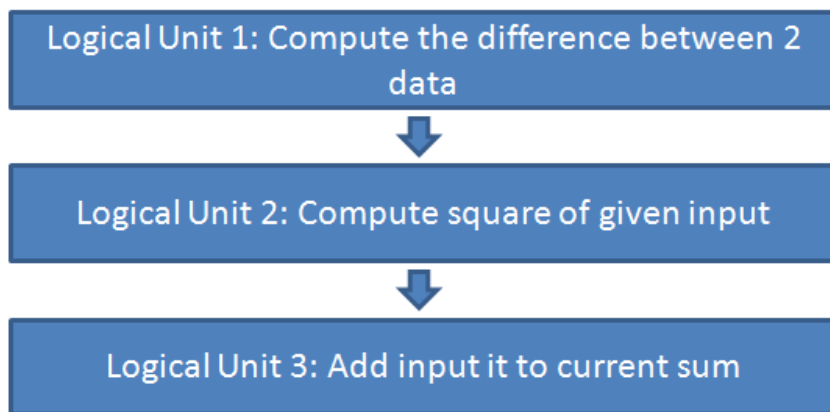 Logical Unit 1: Compute the difference between 2
data
Logical Unit 2: Compute square of given input
Logical Unit 3: Add input it to current sum